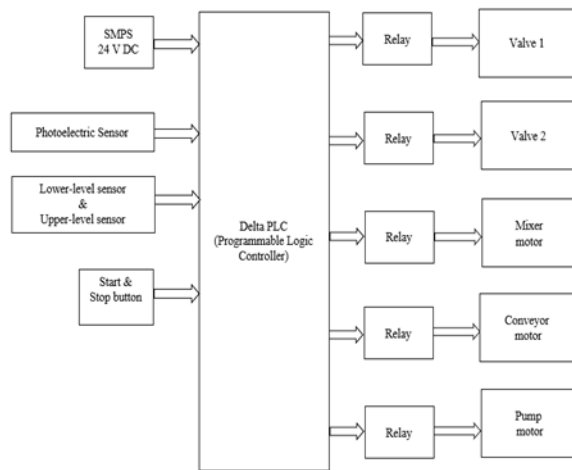 SMPS
24 V DC
Photoelectric Sensor
Lower-level sensor
&
Upper-level sensor
Start &
Stop button
Delta PLC
(Programmable Logic
Controller)
Relay
Valve 1
Relay
Valve 2
Relay
Mixer
motor
Relay
Conveyor
motor
Relay
Pump
motor